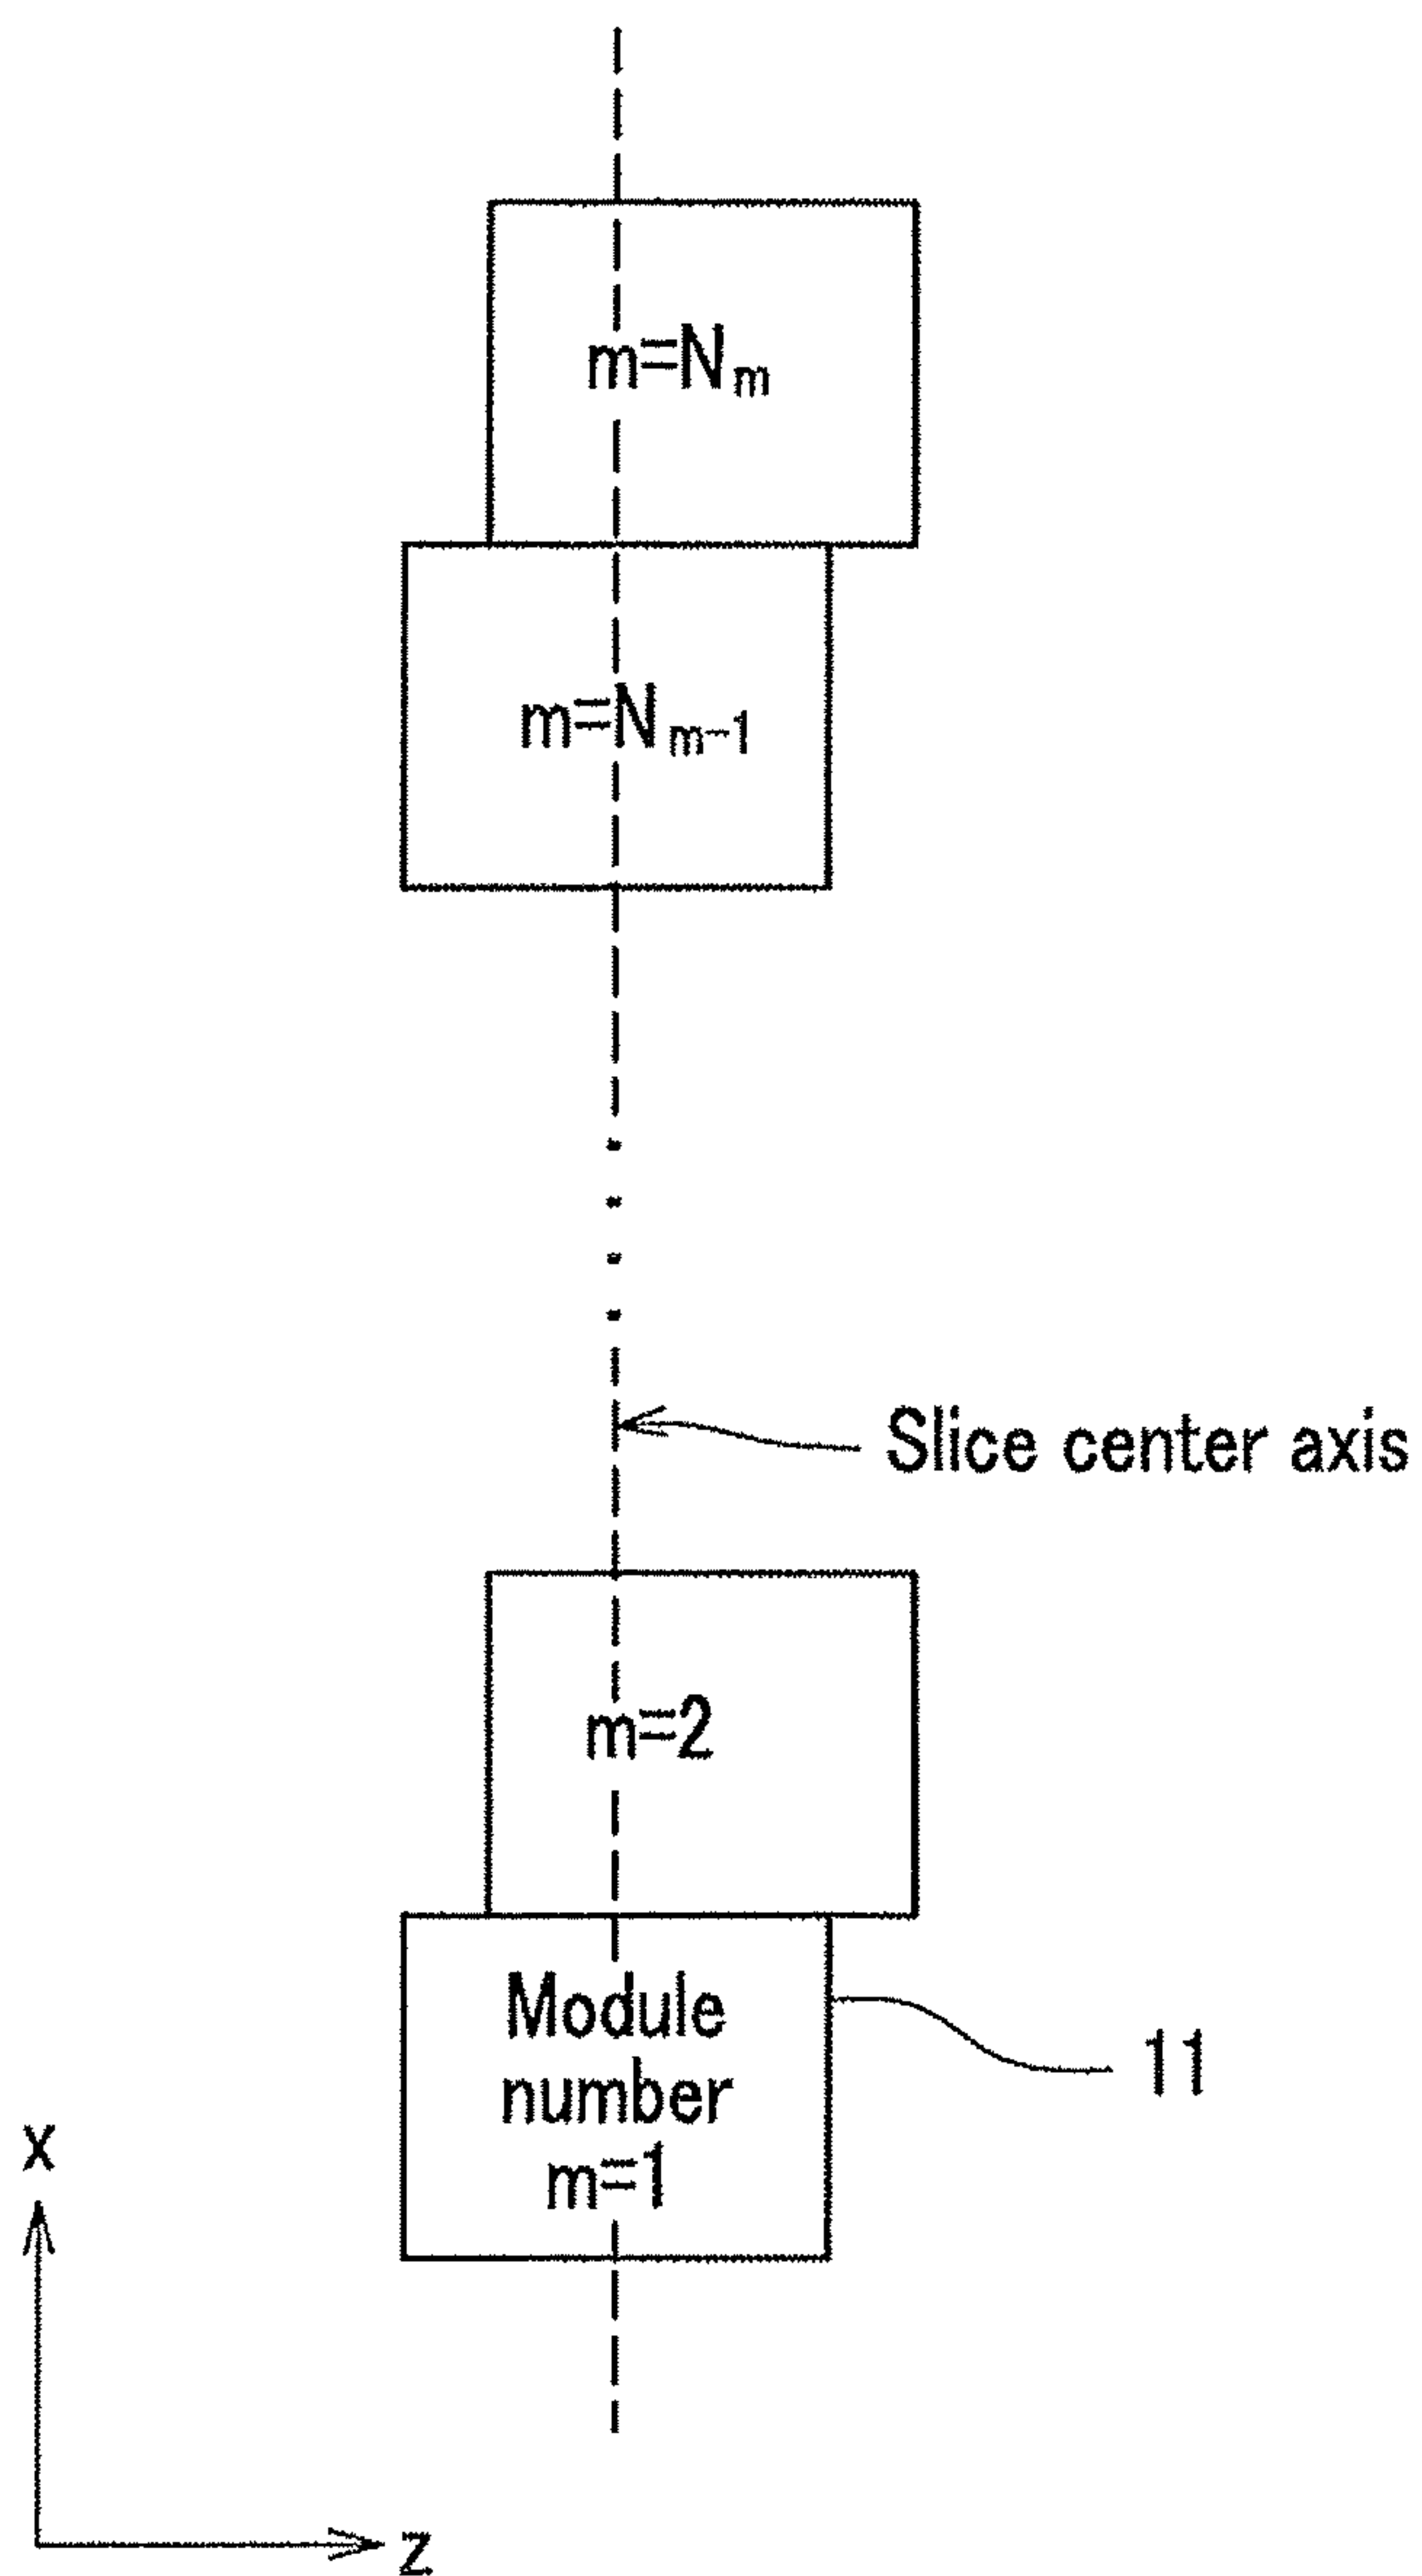 m=Nₘ
m=Nₘ₋₁
Slice center axis
m=2
Module
number
m=1
11
x
z